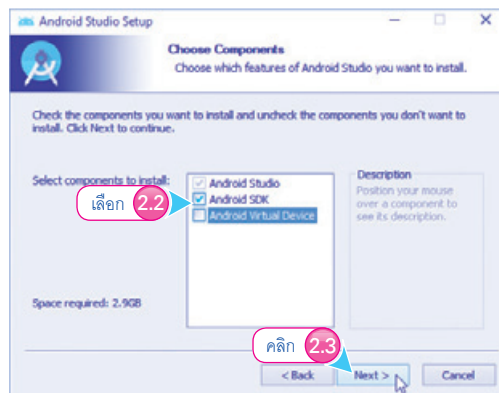 Android Studio Setup
Choose Components
Choose which features of Android Studio you want to install.
Check the components you want to install and uncheck the components you don't want to
install. Click Next to continue.
Select components to install:
Android Studio
Android SDK
Android Virtual Device
Description
Position your mouse
over a component to
see its description.
เลือก 2.2
Space required: 2.9GB
คลิก 2.3
< Back
Next >
Cancel